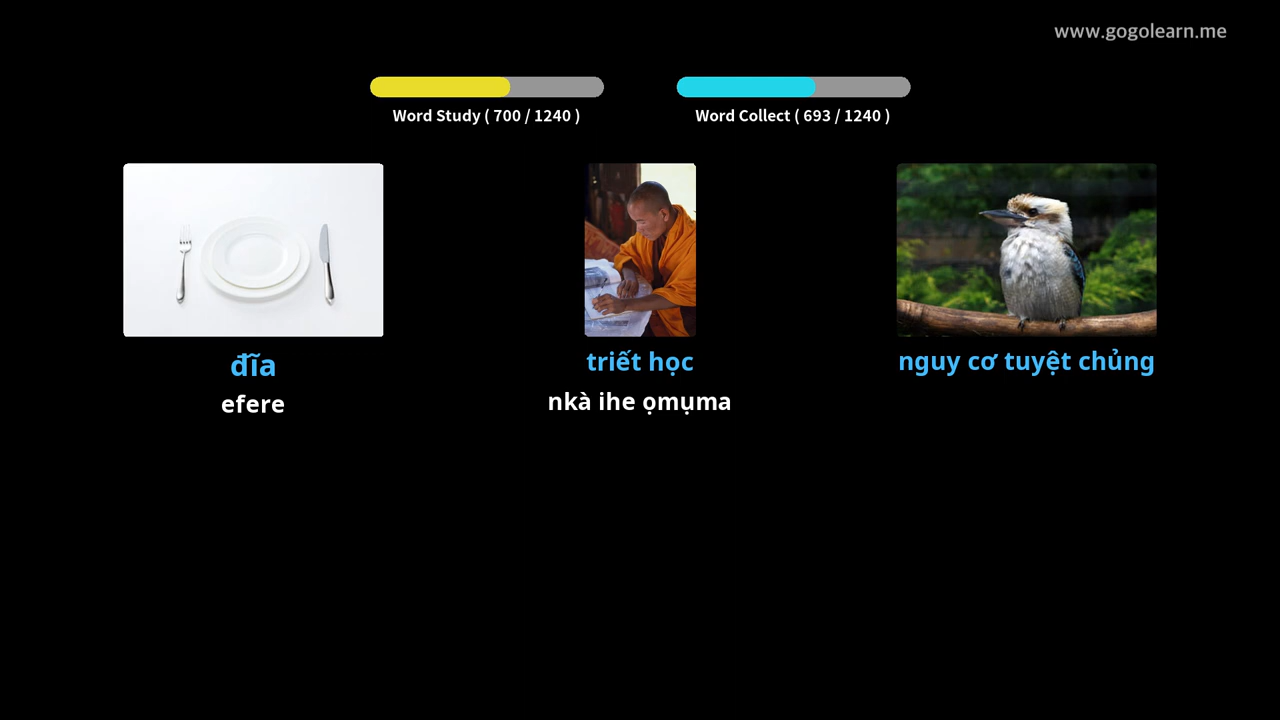 www.gogolearn.me
Word Study ( 700 / 1240 )
Word Collect ( 693 / 1240 )
đĩa
triết học
nguy cơ tuyệt chủng
efere
nkà ihe ọmụma